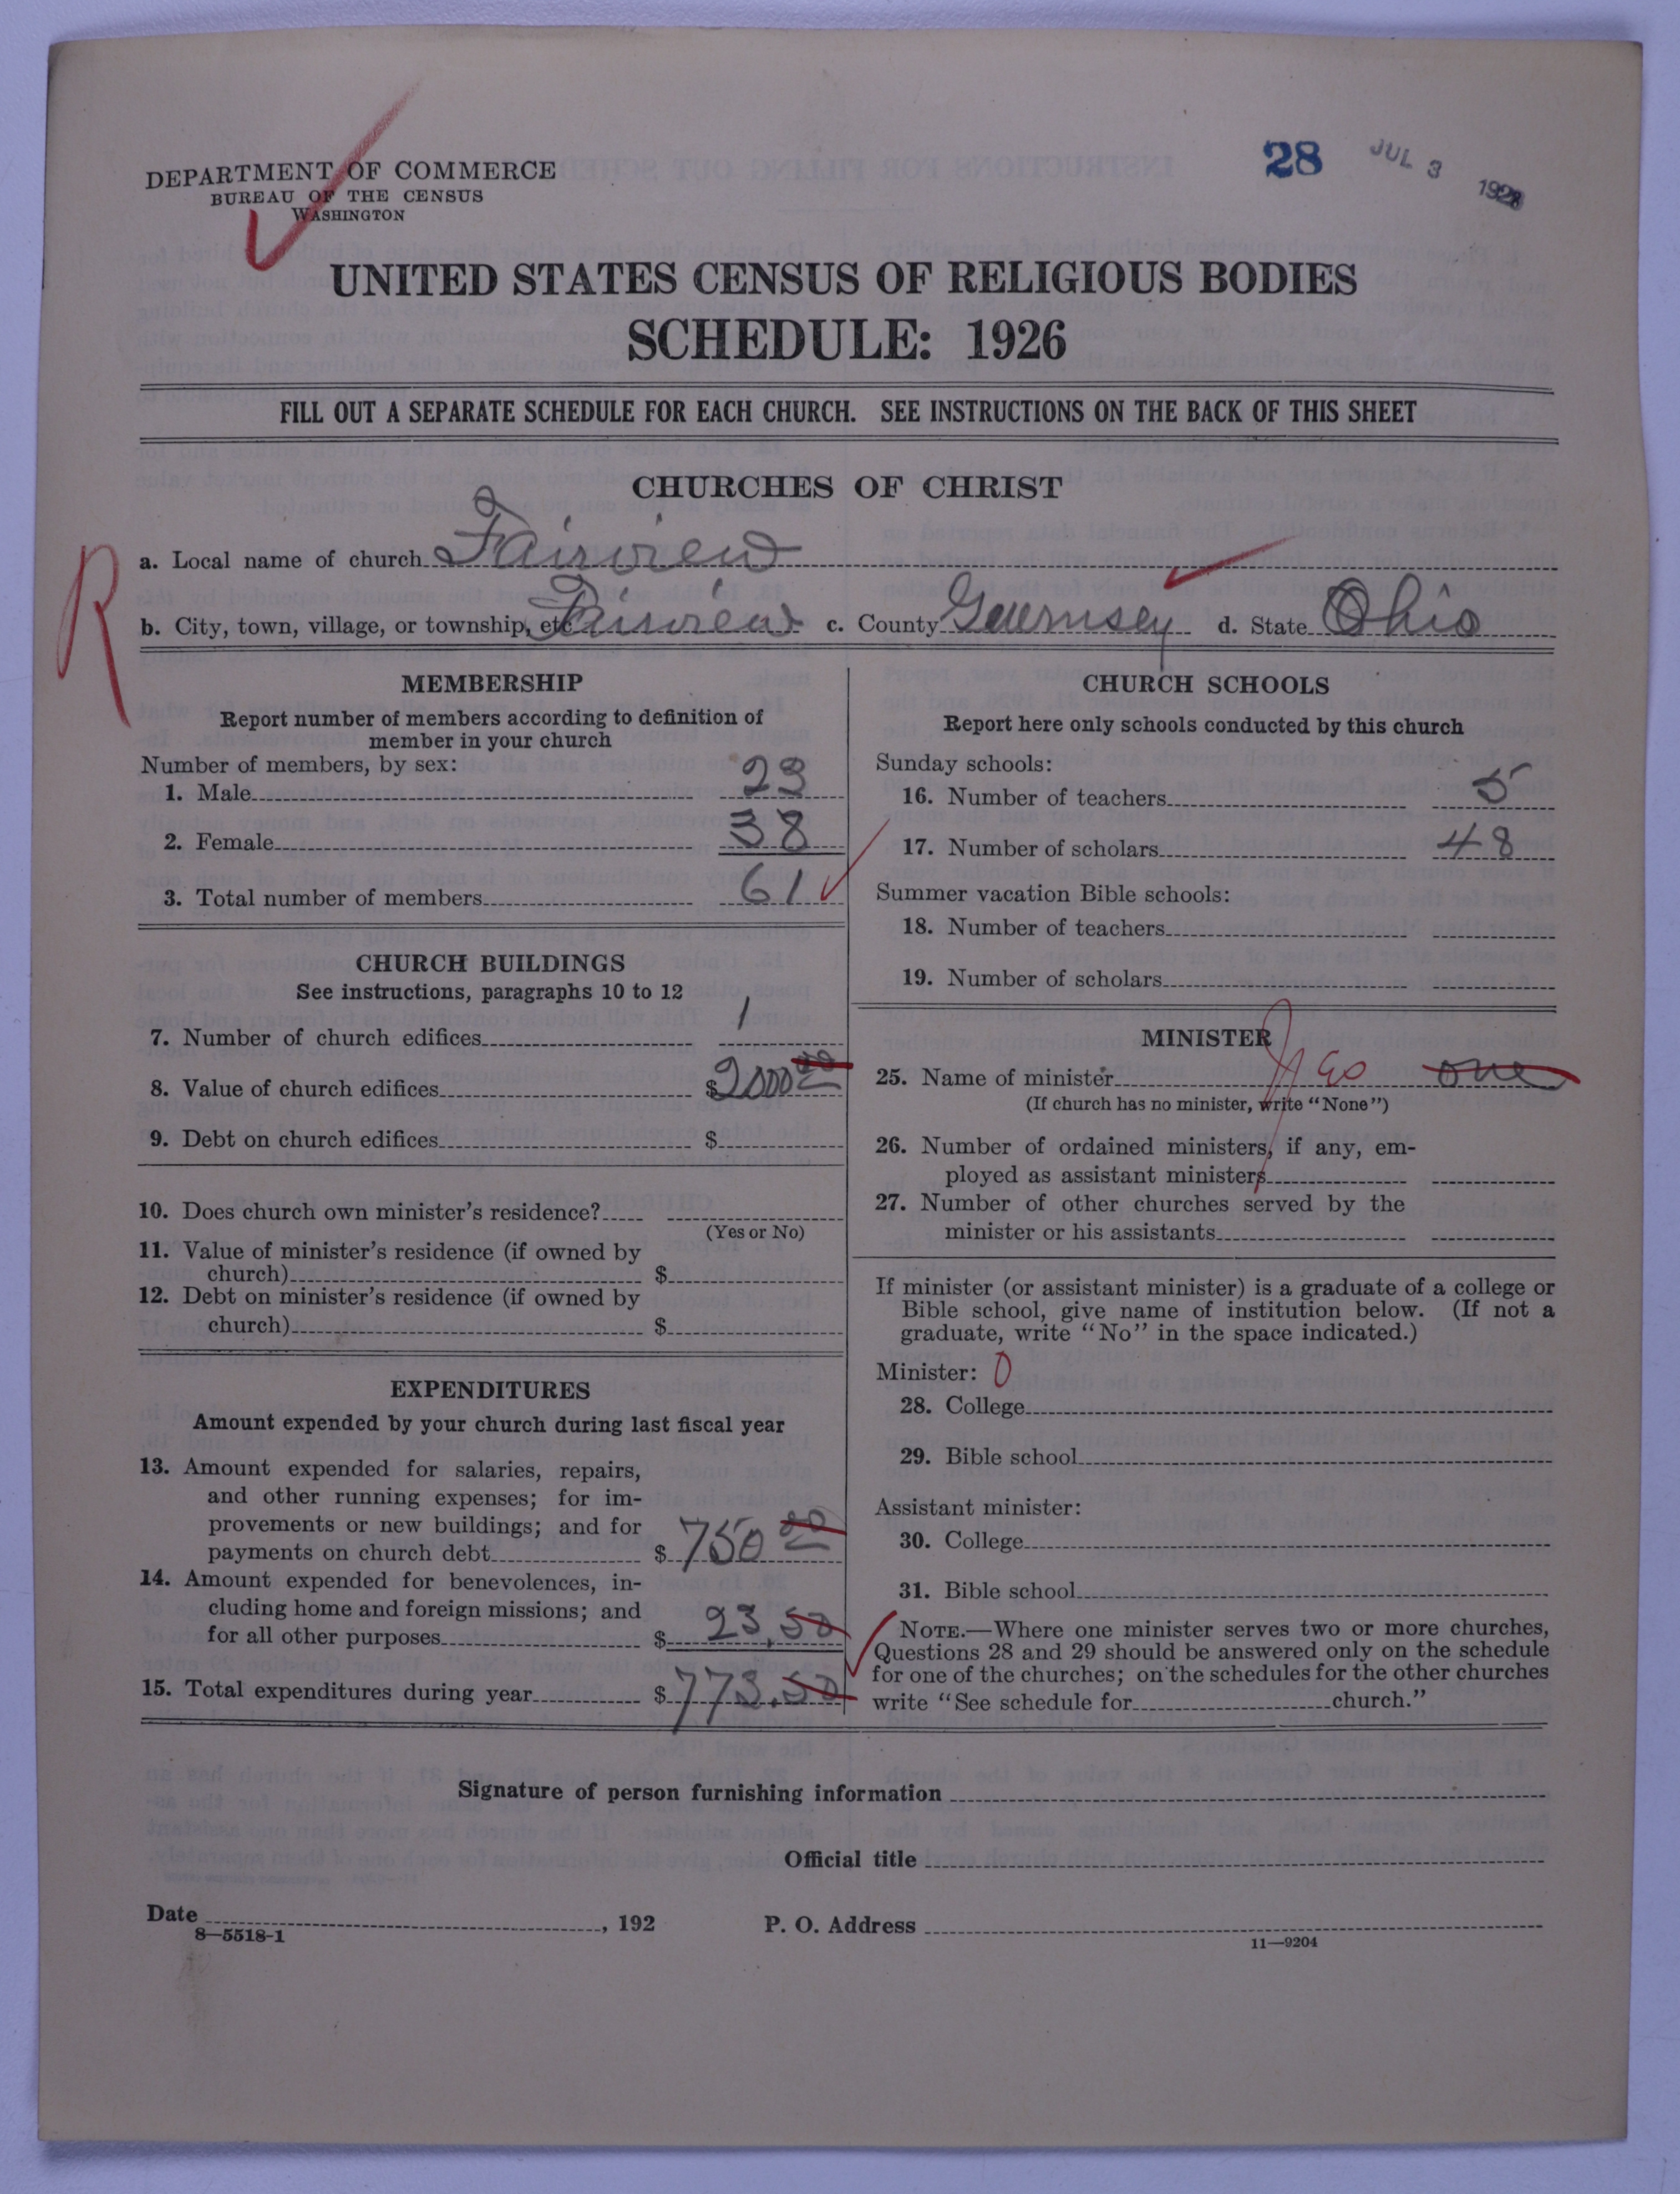 28 JUL 3 1928
DEPARTMENT OF COMMERCE
BUREAU OF THE CENSUS
WASHINGTON
UNITED STATES CENSUS OF RELIGIOUS BODIES
SCHEDULE: 1926
FILL OUT A SEPARATE SCHEDULE FOR EACH CHURCH. SEE INSTRUCTIONS ON THE BACK OF THIS SHEET
CHURCHES OF CHRIST
R
a. Local name of church Fairview
b. City, town, village, or township, etc. Fairview c. County Guernsey d. State Ohio
MEMBERSHIP
Report number of members according to definition of
member in your church
Number of members, by sex:
1. Male 23
2. Female 38
3. Total number of members 61
CHURCH BUILDINGS
See instructions, paragraphs 10 to 12
7. Number of church edifices 1
8. Value of church edifices $2000 00
9. Debt on church edifices $
10. Does church own minister's residence?
(Yes or No)
11. Value of minister's residence (if owned by
church) $
12. Debt on minister's residence (if owned by
church) $
EXPENDITURES
Amount expended by your church during last fiscal year
13. Amount expended for salaries, repairs,
and other running expenses; for im-
provements or new buildings; and for
payments on church debt $ 750 00
14. Amount expended for benevolences, in-
cluding home and foreign missions; and
for all other purposes $ 23.50
15. Total expenditures during year $ 773.50
CHURCH SCHOOLS
Report here only schools conducted by this church
Sunday schools:
16. Number of teachers 5
17. Number of scholars 48
Summer vacation Bible schools:
18. Number of teachers
19. Number of scholars
MINISTER
25. Name of minister one
(If church has no minister, write "None")
26. Number of ordained ministers, if any, em-
ployed as assistant ministers
27. Number of other churches served by the
minister or his assistants
If minister (or assistant minister) is a graduate of a college or
Bible school, give name of institution below. (If not a
graduate, write "No" in the space indicated.)
Minister: 0
28. College
29. Bible school
Assistant minister:
30. College
31. Bible school
NOTE.—Where one minister serves two or more churches,
Questions 28 and 29 should be answered only on the schedule
for one of the churches; on the schedules for the other churches
write "See schedule for church."
Signature of person furnishing information
Official title
Date , 192 P. O. Address
8—5518-1 11—9204